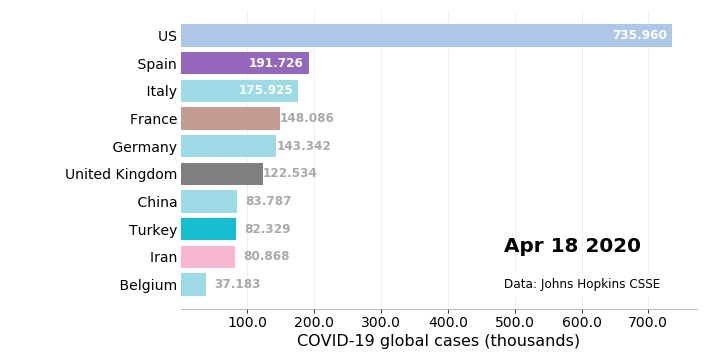 US 735.960
Spain 191.726
Italy 175.925
France 148.086
Germany 143.342
United Kingdom 122.534
China 83.787
Turkey 82.329
Iran 80.868
Belgium 37.183
Apr 18 2020
Data: Johns Hopkins CSSE
100.0 200.0 300.0 400.0 500.0 600.0 700.0
COVID-19 global cases (thousands)